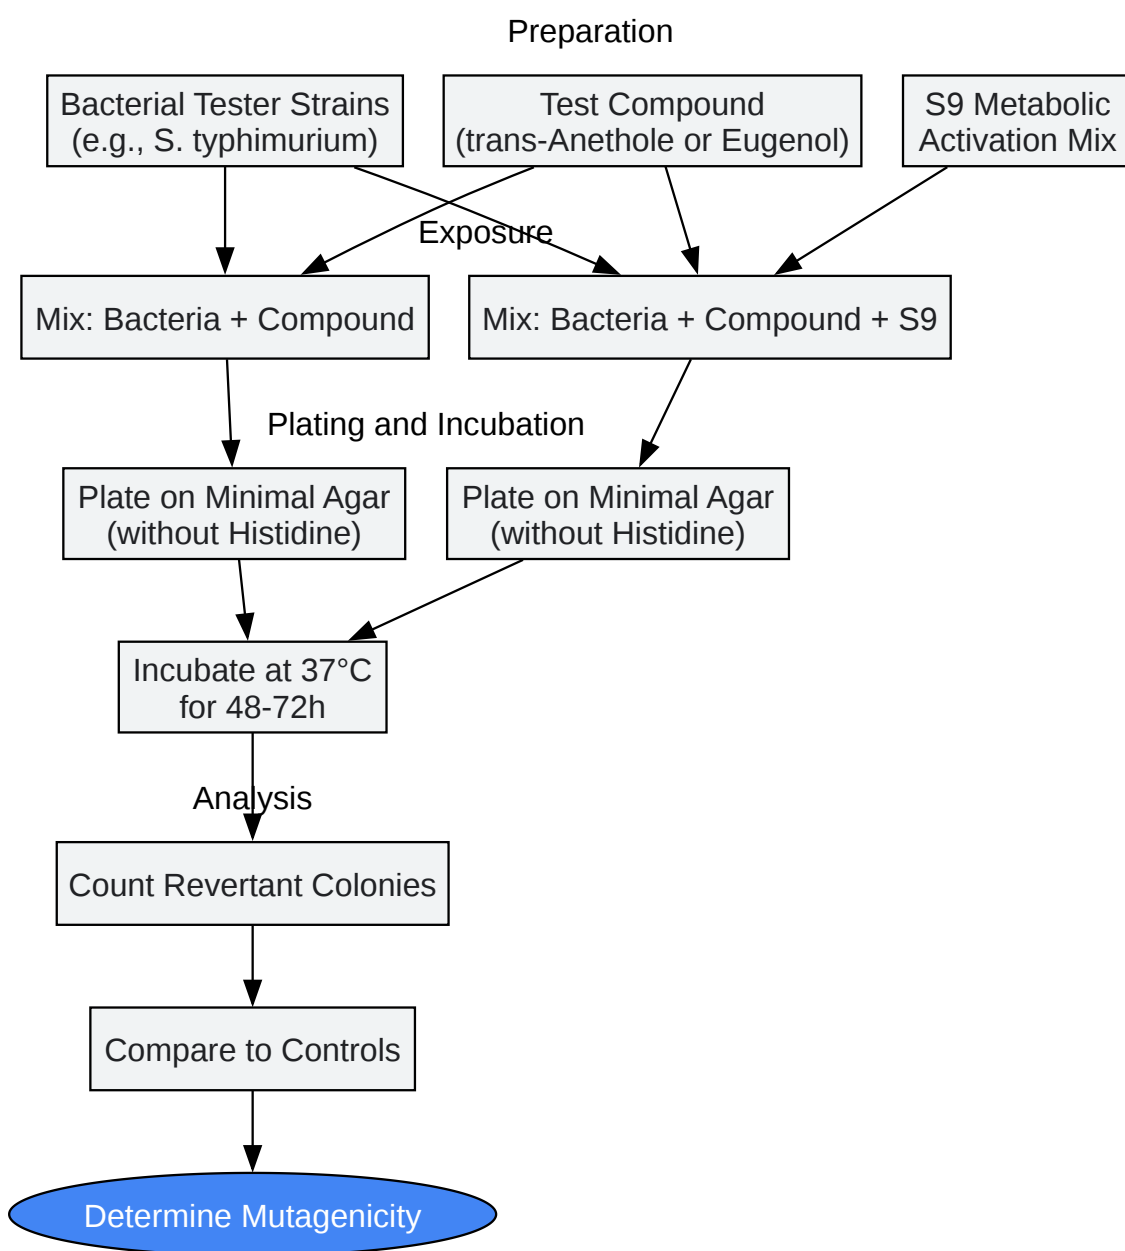 Preparation
Bacterial Tester Strains
(e.g., S. typhimurium)
Test Compound
(trans-Anethole or Eugenol)
S9 Metabolic
Activation Mix
Exposure
Mix: Bacteria + Compound
Mix: Bacteria + Compound + S9
Plating and Incubation
Plate on Minimal Agar
(without Histidine)
Plate on Minimal Agar
(without Histidine)
Incubate at 37°C
for 48-72h
Analysis
Count Revertant Colonies
Compare to Controls
Determine Mutagenicity